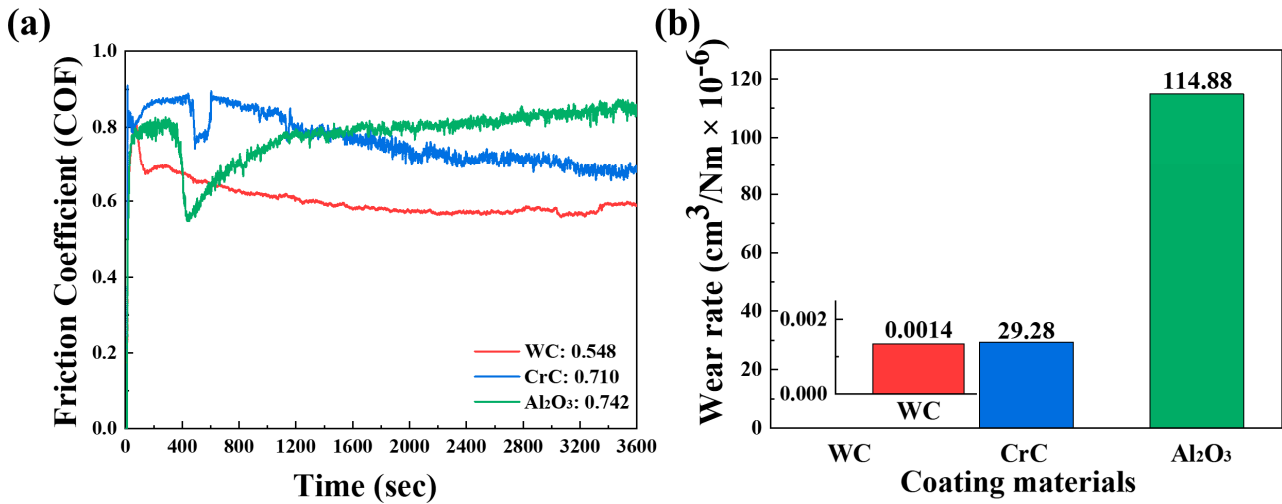 (a)
Friction Coefficient (COF)
1.0
0.8
0.6
0.4
0.2
0.0
0 400 800 1200 1600 2000 2400 2800 3200 3600
Time (sec)
WC: 0.548
CrC: 0.710
Al₂O₃: 0.742
(b)
Wear rate (cm³/Nm × 10⁻⁶)
120
100
80
60
40
20
0
114.88
29.28
0.0014
0.002
0.000
WC
WC CrC Al₂O₃
Coating materials